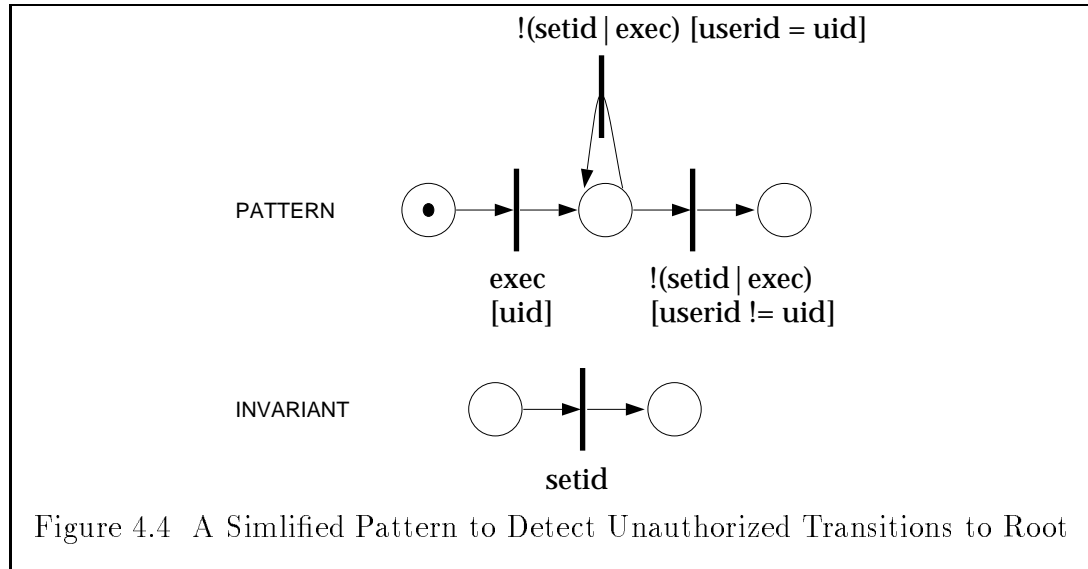 !(setid | exec) [userid = uid]
PATTERN
exec
[uid]
!(setid | exec)
[userid != uid]
INVARIANT
setid
Figure 4.4 A Simlified Pattern to Detect Unauthorized Transitions to Root